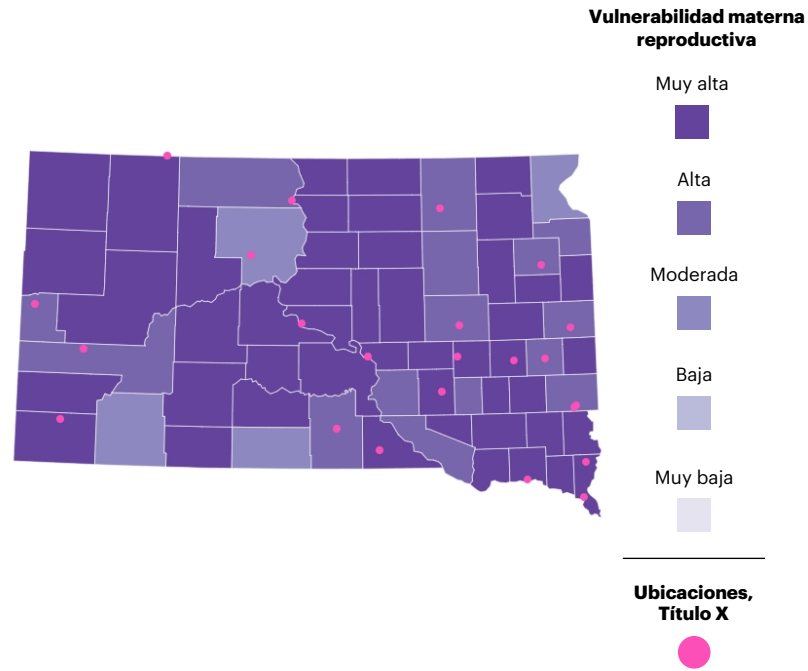 Vulnerabilidad materna
reproductiva
Muy alta
Alta
Moderada
Baja
Muy baja
Ubicaciones,
Título X